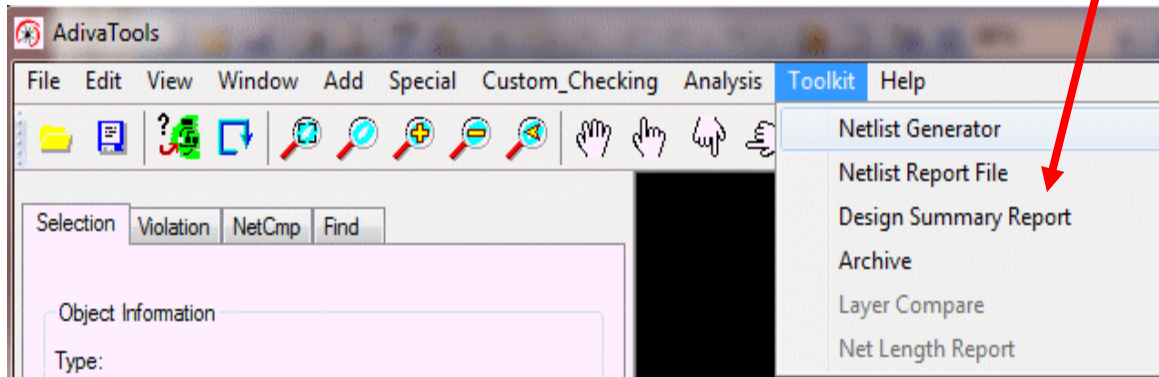 AdivaTools
File Edit View Window Add Special Custom_Checking Analysis Toolkit Help
?
Netlist Generator
Netlist Report File
Design Summary Report
Archive
Layer Compare
Net Length Report
Selection Violation NetCmp Find
Object Information
Type: